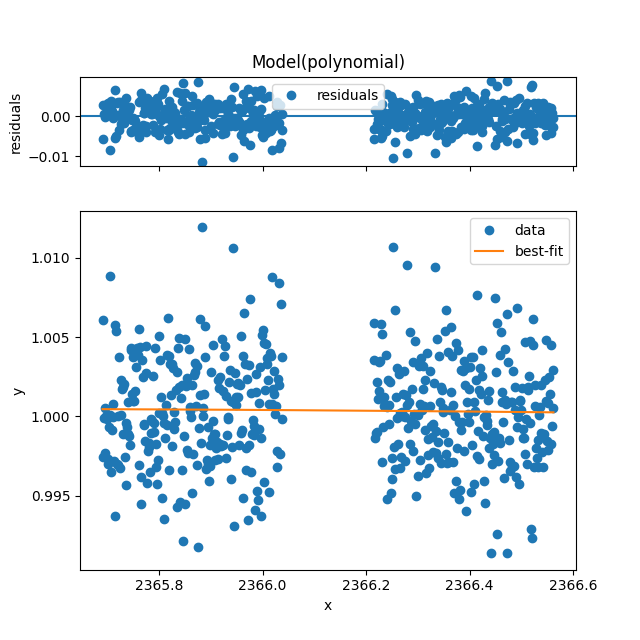 Model(polynomial)
residuals
0.00
−0.01
residuals
data
best-fit
1.010
1.005
1.000
0.995
y
2365.8
2366.0
2366.2
2366.4
2366.6
x